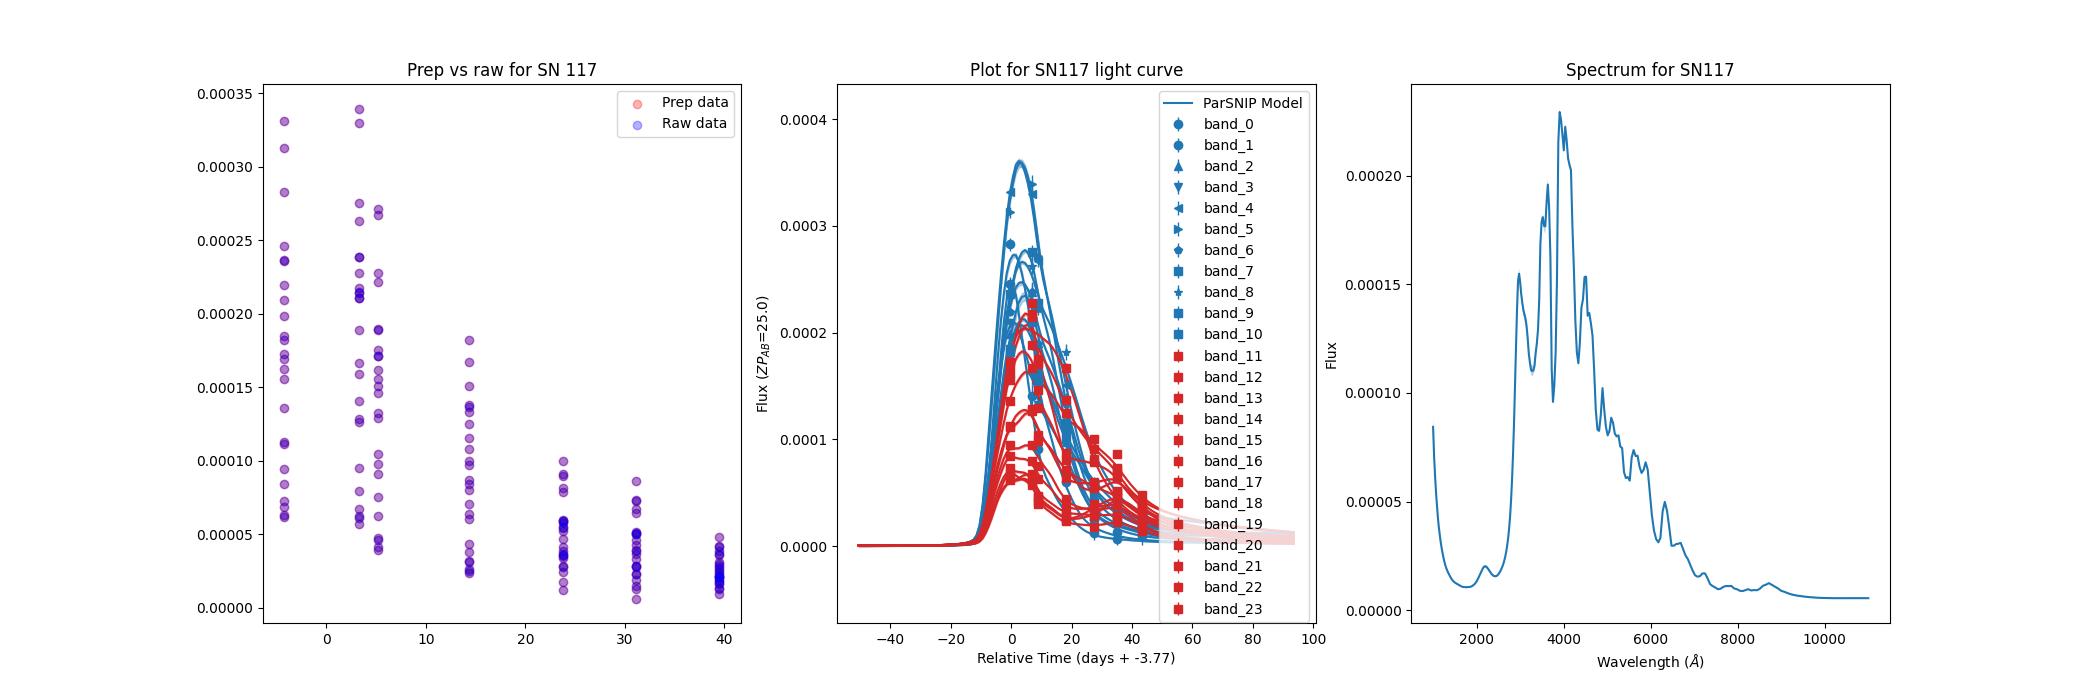 Prep vs raw for SN 117
Prep data
Raw data
0.00035
0.00030
0.00025
0.00020
0.00015
0.00010
0.00005
0.00000
0 10 20 30 40
Plot for SN117 light curve
ParSNIP Model
band_0
band_1
band_2
band_3
band_4
band_5
band_6
band_7
band_8
band_9
band_10
band_11
band_12
band_13
band_14
band_15
band_16
band_17
band_18
band_19
band_20
band_21
band_22
band_23
Flux (ZP_AB=25.0)
0.0004
0.0003
0.0002
0.0001
0.0000
−40 −20 0 20 40 60 80 100
Relative Time (days + -3.77)
Spectrum for SN117
Flux
0.00020
0.00015
0.00010
0.00005
0.00000
2000 4000 6000 8000 10000
Wavelength (Å)